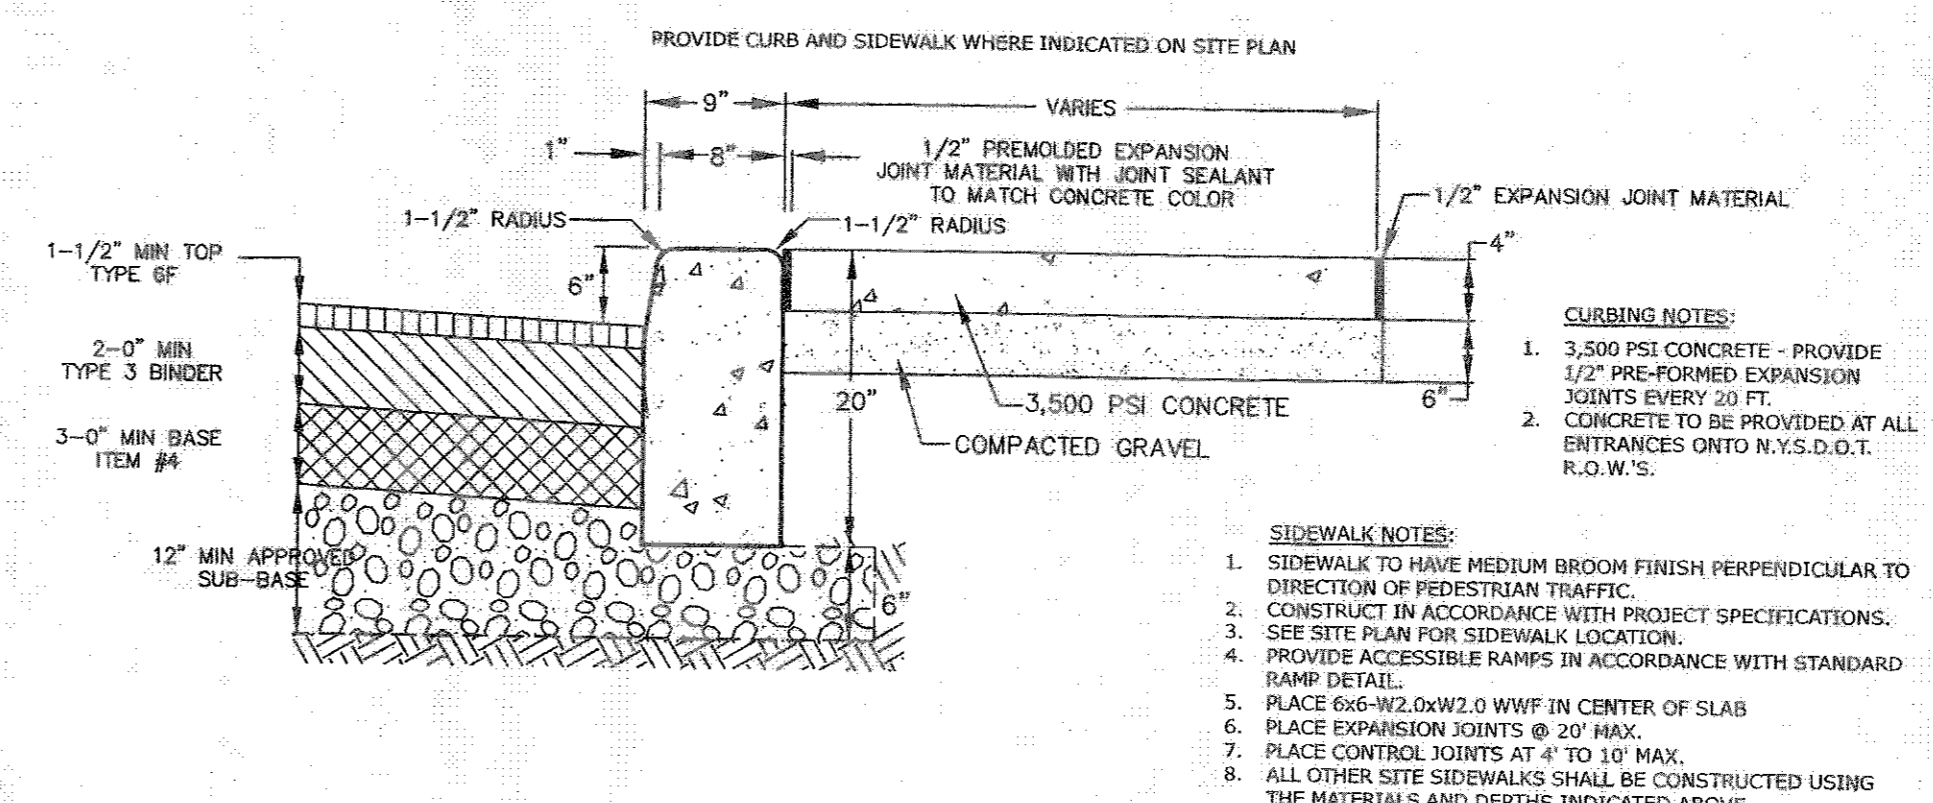 PROVIDE CURB AND SIDEWALK WHERE INDICATED ON SITE PLAN
9"
VARIES
1"
8"
1/2" PREMOLDED EXPANSION
JOINT MATERIAL WITH JOINT SEALANT
TO MATCH CONCRETE COLOR
1/2" EXPANSION JOINT MATERIAL
1-1/2" RADIUS
1-1/2" RADIUS
4"
1-1/2" MIN TOP
TYPE 6F
6"
2-0" MIN
TYPE 3 BINDER
20"
3,500 PSI CONCRETE
6"
COMPACTED GRAVEL
3-0" MIN BASE
ITEM #4
12" MIN APPROVED
SUB-BASE
6"
CURBING NOTES:
1. 3,500 PSI CONCRETE - PROVIDE
1/2" PRE-FORMED EXPANSION
JOINTS EVERY 20 FT.
2. CONCRETE TO BE PROVIDED AT ALL
ENTRANCES ONTO N.Y.S.D.O.T.
R.O.W.'S.
SIDEWALK NOTES:
1. SIDEWALK TO HAVE MEDIUM BROOM FINISH PERPENDICULAR TO
DIRECTION OF PEDESTRIAN TRAFFIC.
2. CONSTRUCT IN ACCORDANCE WITH PROJECT SPECIFICATIONS.
3. SEE SITE PLAN FOR SIDEWALK LOCATION.
4. PROVIDE ACCESSIBLE RAMPS IN ACCORDANCE WITH STANDARD
RAMP DETAIL.
5. PLACE 6x6-W2.0xW2.0 WWF IN CENTER OF SLAB
6. PLACE EXPANSION JOINTS @ 20' MAX.
7. PLACE CONTROL JOINTS AT 4' TO 10' MAX.
8. ALL OTHER SITE SIDEWALKS SHALL BE CONSTRUCTED USING
THE MATERIALS AND DEPTHS INDICATED ABOVE